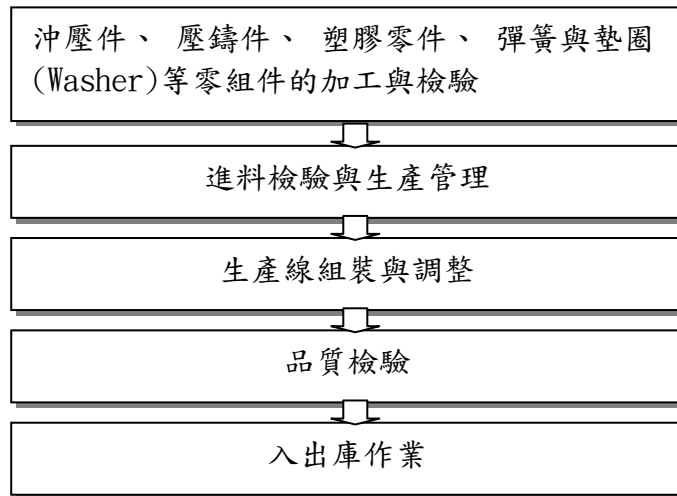 沖壓件、 壓鑄件、 塑膠零件、 彈簧與墊圈
(Washer)等零組件的加工與檢驗
進料檢驗與生產管理
生產線組裝與調整
品質檢驗
入出庫作業